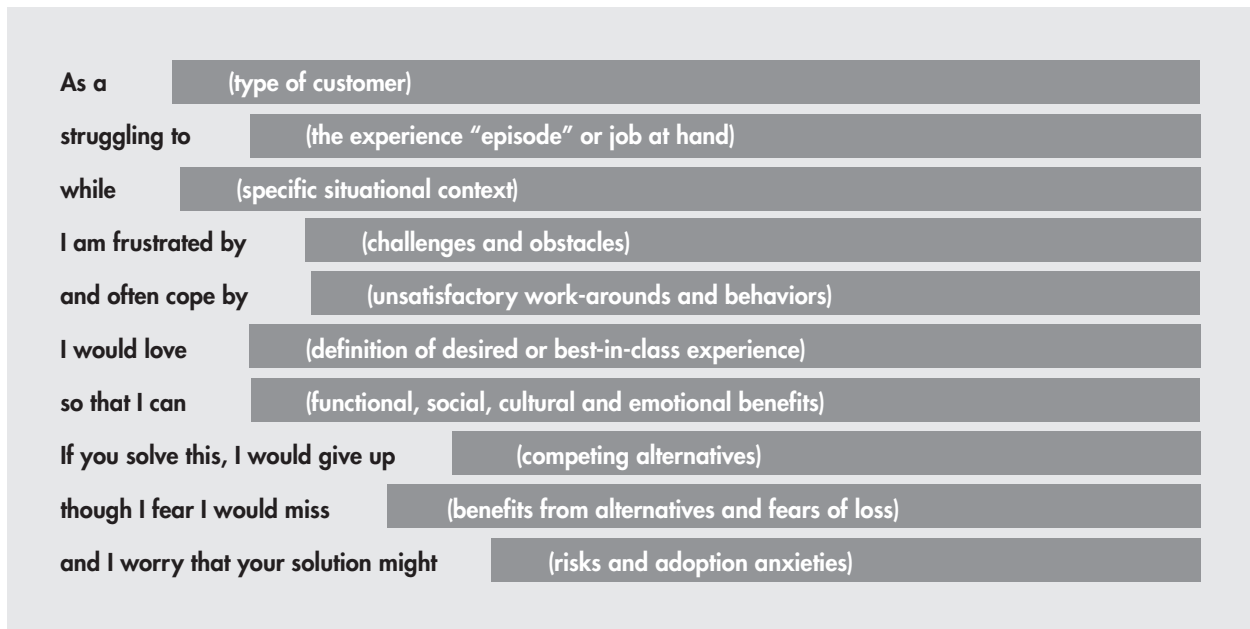 As a (type of customer)
struggling to (the experience “episode” or job at hand)
while (specific situational context)
I am frustrated by (challenges and obstacles)
and often cope by (unsatisfactory work-arounds and behaviors)
I would love (definition of desired or best-in-class experience)
so that I can (functional, social, cultural and emotional benefits)
If you solve this, I would give up (competing alternatives)
though I fear I would miss (benefits from alternatives and fears of loss)
and I worry that your solution might (risks and adoption anxieties)